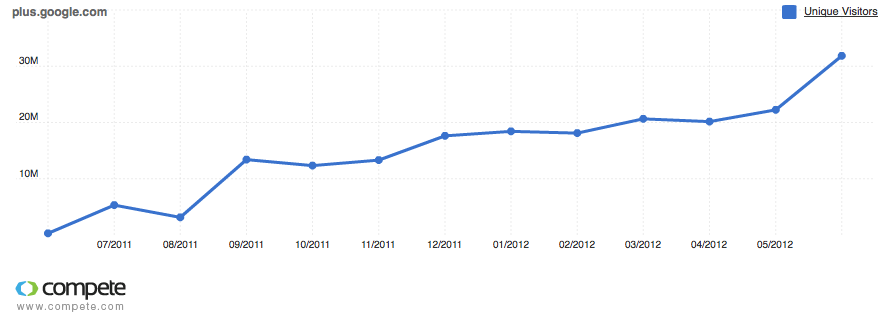 plus.google.com
Unique Visitors
30M
20M
10M
07/2011 08/2011 09/2011 10/2011 11/2011 12/2011 01/2012 02/2012 03/2012 04/2012 05/2012
compete
www.compete.com